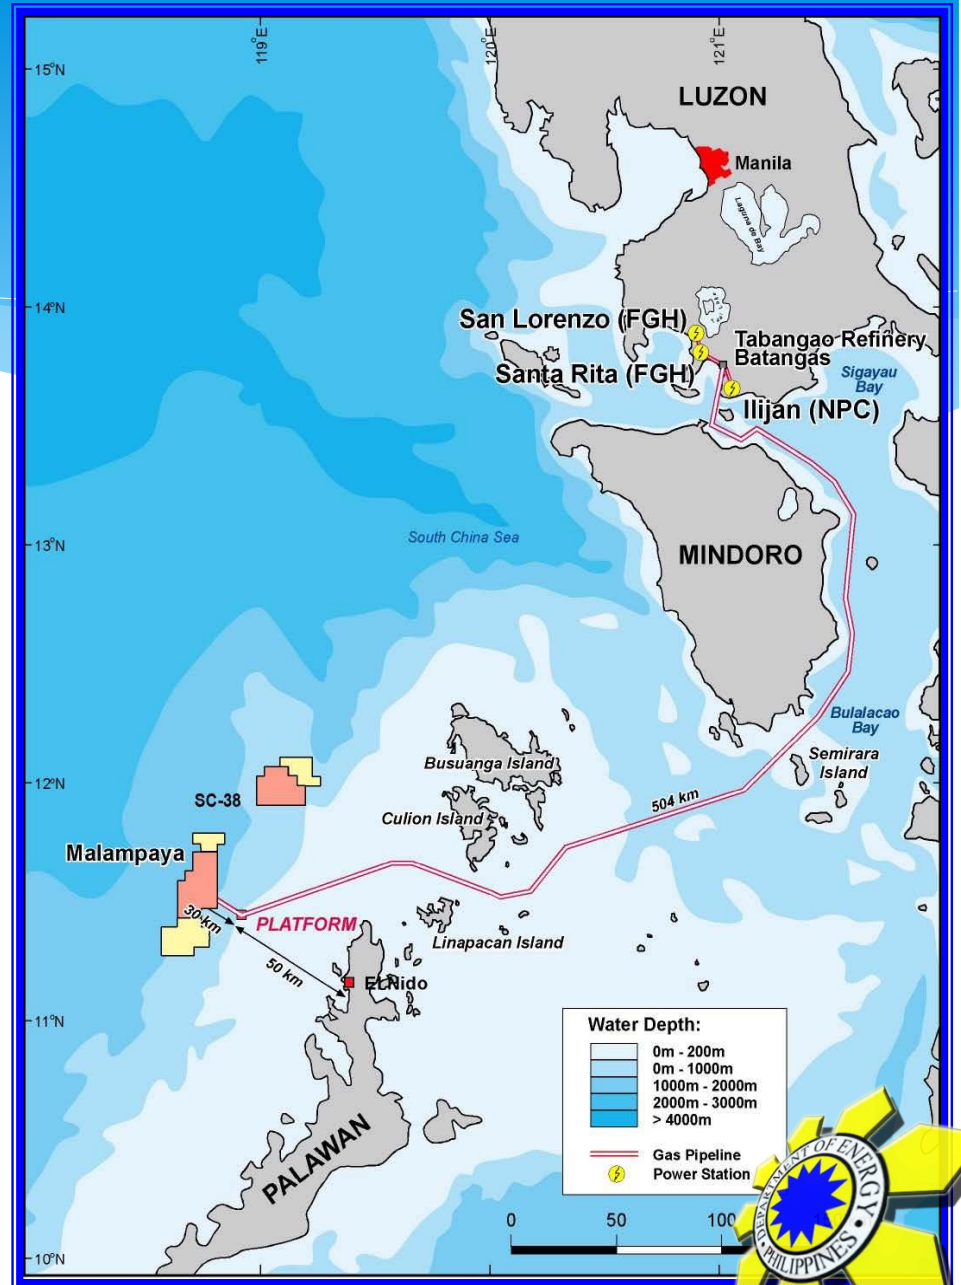 119°E
120°E
121°E
15°N
LUZON
Manila
Laguna de Bay
14°N
San Lorenzo (FGH)
Tabangao Refinery
Batangas
Santa Rita (FGH)
Sigayau
Bay
Ilijan (NPC)
South China Sea
13°N
MINDORO
Bulalacao
Bay
Busuanga Island
Semirara
Island
12°N
SC-38
504 km
Culion Island
Malampaya
30 km
PLATFORM
Linapacan Island
50 km
El Nido
11°N
Water Depth:
0m - 200m
0m - 1000m
1000m - 2000m
2000m - 3000m
> 4000m
Gas Pipeline
Power Station
PALAWAN
DEPARTMENT OF ENERGY
PHILIPPINES
0 50 100
10°N